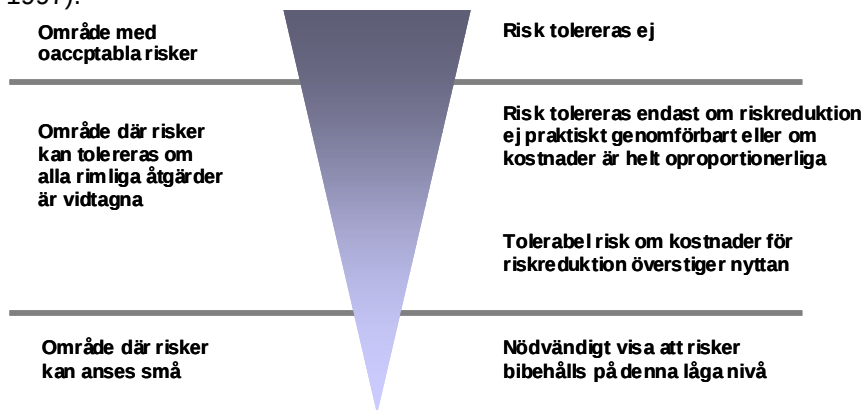 1997).
Område med
oaccptabla risker
Risk tolereras ej
Område där risker
kan tolereras om
alla rimliga åtgärder
är vidtagna
Risk tolereras endast om riskreduktion
ej praktiskt genomförbart eller om
kostnader är helt oproportionerliga
Tolerabel risk om kostnader för
riskreduktion överstiger nyttan
Område där risker
kan anses små
Nödvändigt visa att risker
bibehålls på denna låga nivå